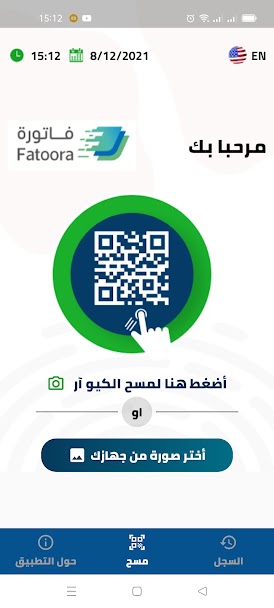 15:12
15:12
8/12/2021
EN
فاتورة
Fatoora
مرحبا بك
أضغط هنا لمسح الكيو آر
او
أختر صورة من جهازك
السجل
مسح
حول التطبيق